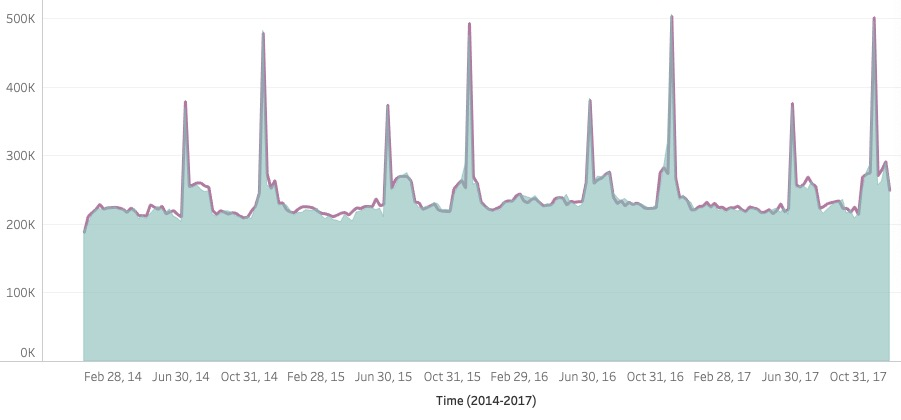 500K
400K
300K
200K
100K
0K
Feb 28, 14 Jun 30, 14 Oct 31, 14 Feb 28, 15 Jun 30, 15 Oct 31, 15 Feb 29, 16 Jun 30, 16 Oct 31, 16 Feb 28, 17 Jun 30, 17 Oct 31, 17
Time (2014-2017)